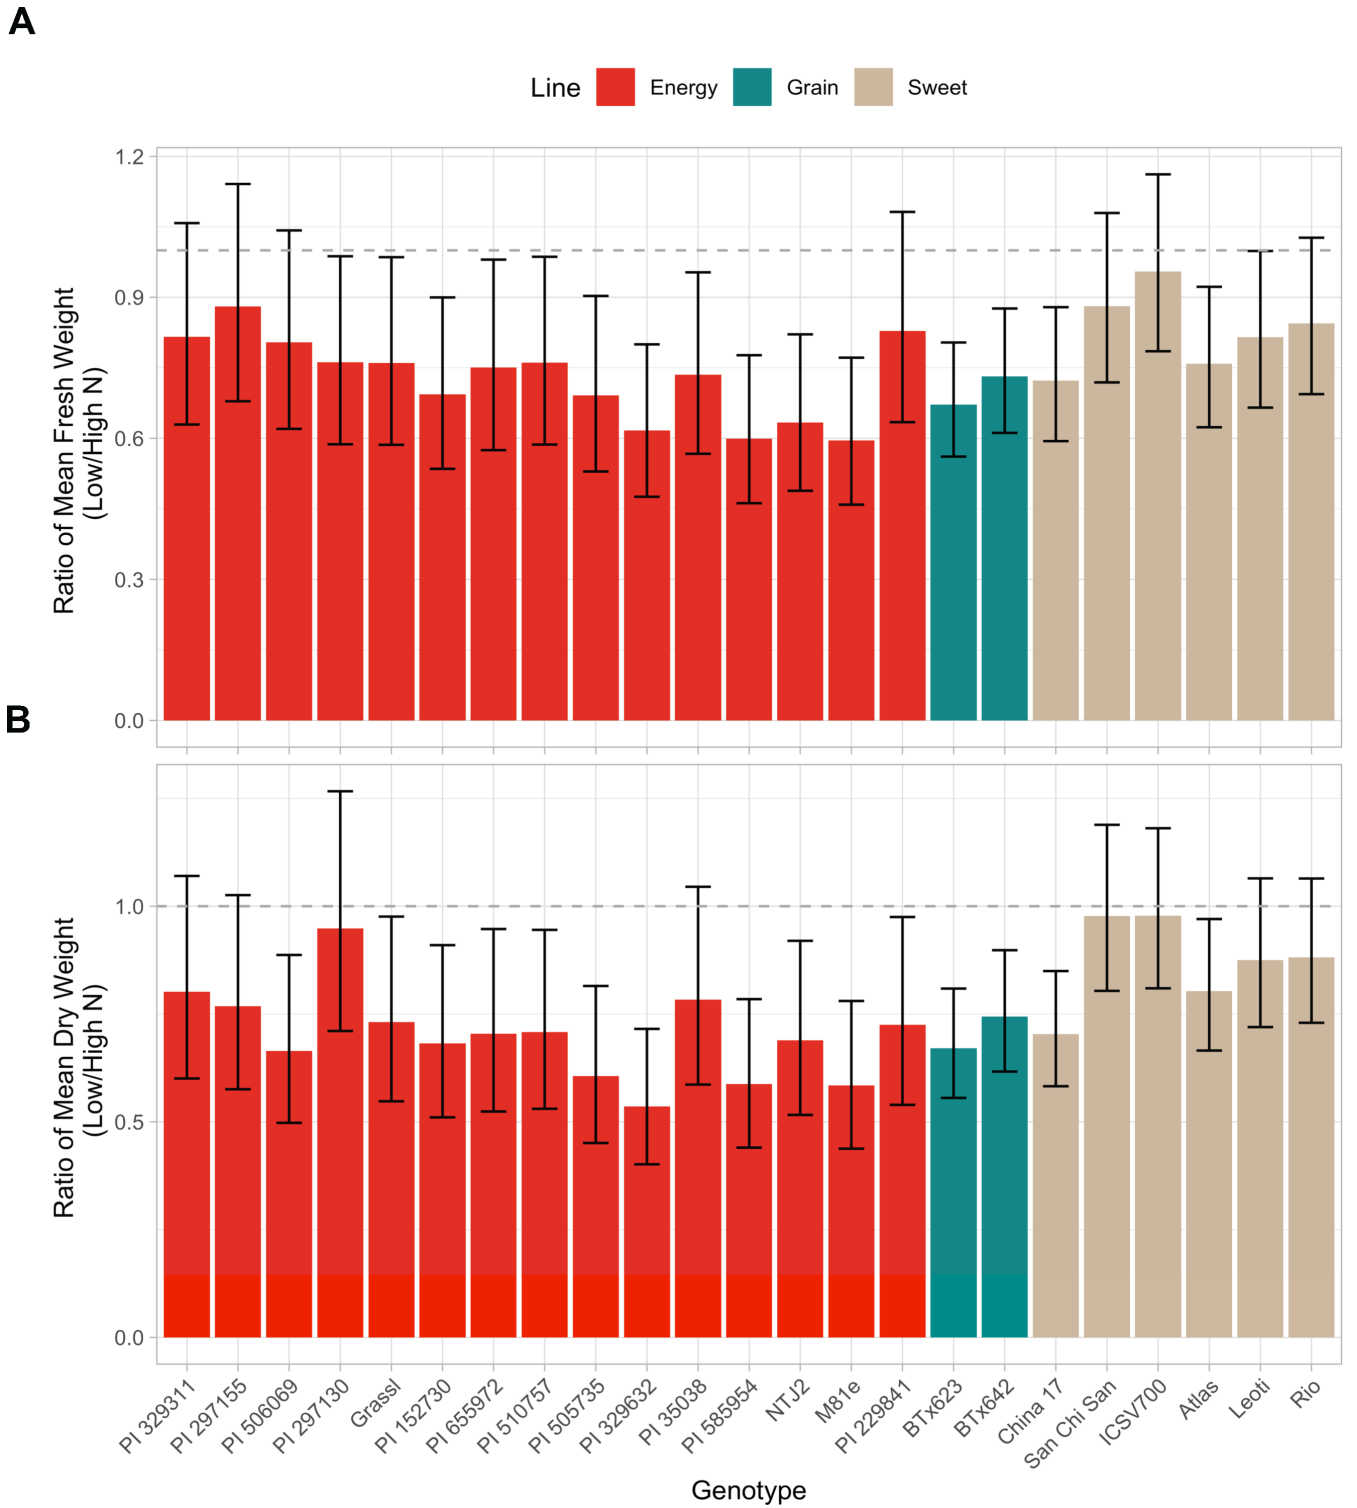 A
Line Energy Grain Sweet
1.2
0.9
0.6
0.3
0.0
Ratio of Mean Fresh Weight
(Low/High N)
B
1.0
0.5
0.0
Ratio of Mean Dry Weight
(Low/High N)
PI 329311
PI 297155
PI 506069
PI 297130
Grassl
PI 152730
PI 655972
PI 510757
PI 505735
PI 329632
PI 35038
PI 585954
NTJ2
M81e
PI 229841
BTx623
BTx642
China 17
San Chi San
ICSV700
Atlas
Leoti
Rio
Genotype